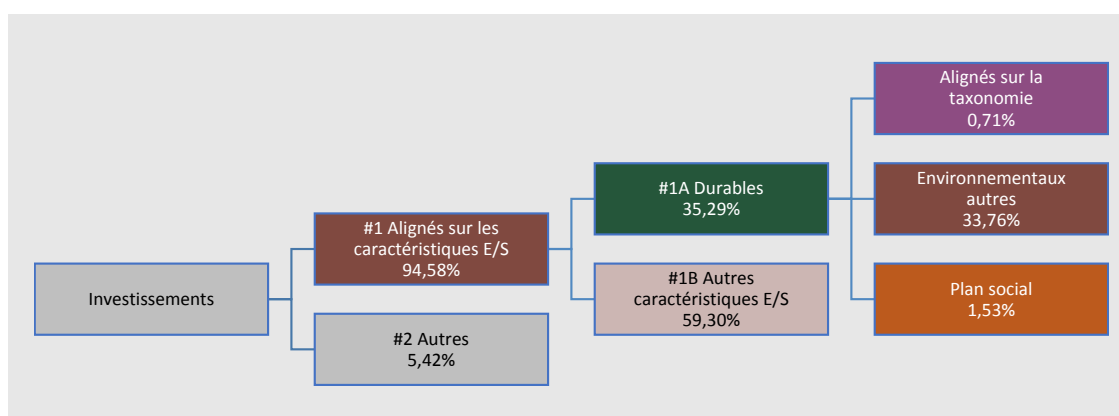 Investissements
#1 Alignés sur les
caractéristiques E/S
94,58%
#2 Autres
5,42%
#1A Durables
35,29%
#1B Autres
caractéristiques E/S
59,30%
Alignés sur la
taxonomie
0,71%
Environnementaux
autres
33,76%
Plan social
1,53%